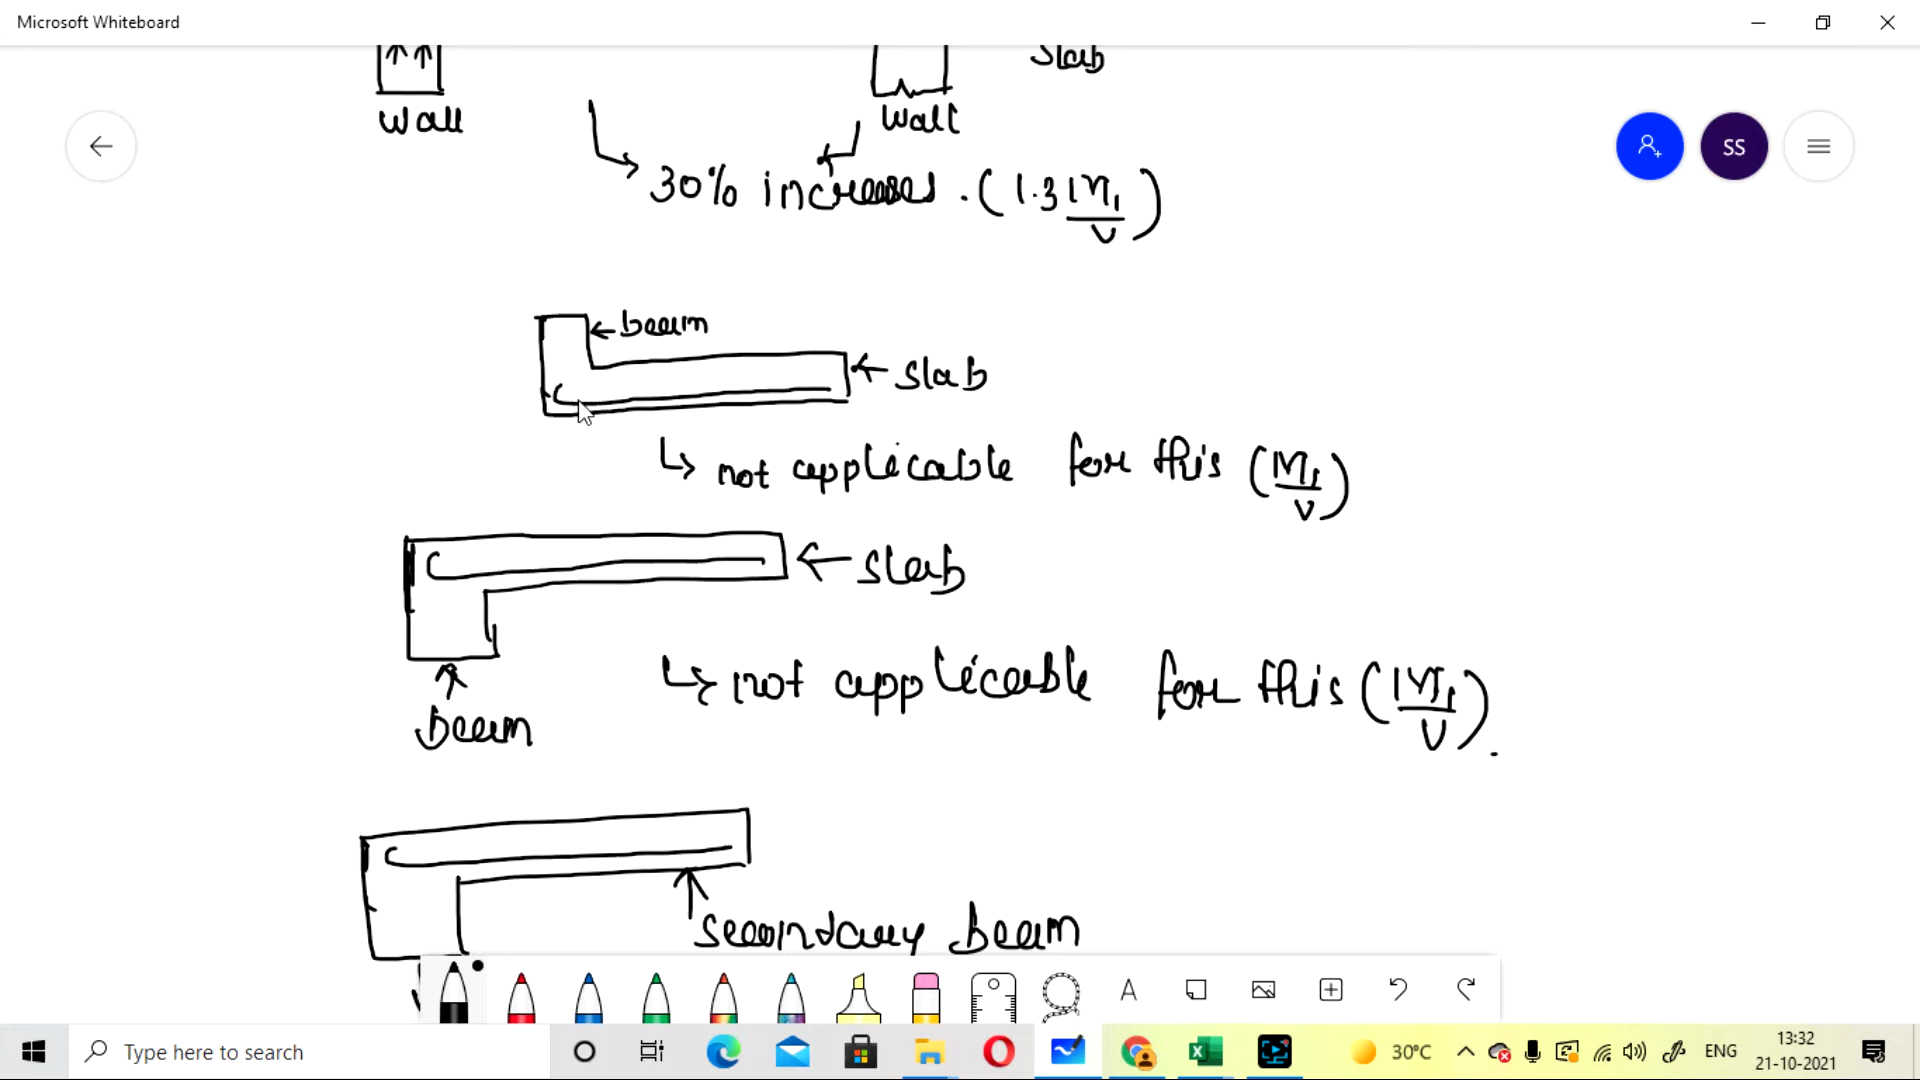 Microsoft Whiteboard
Slab
Wall
Wall
SS
30% increases. (1.3 M₁/V)
←beam
← Slab
↳ not applicable for this (M₁/V)
← Slab
↳ not applicable for this (M₁/V).
beam
secondary beam
A
Type here to search
30°C
ENG
13:32
21-10-2021